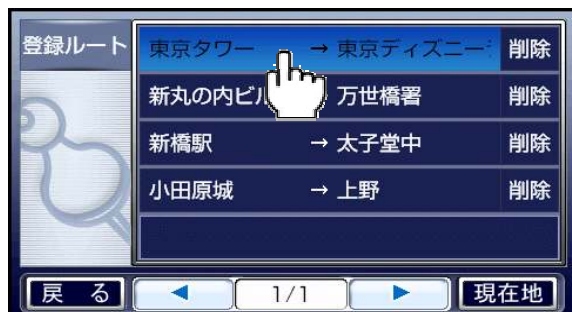 登録ルート
東京タワー → 東京ディズニー 削除
新丸の内ビル 万世橋署 削除
新橋駅 → 太子堂中 削除
小田原城 → 上野 削除
戻る ◀ 1/1 ▶ 現在地